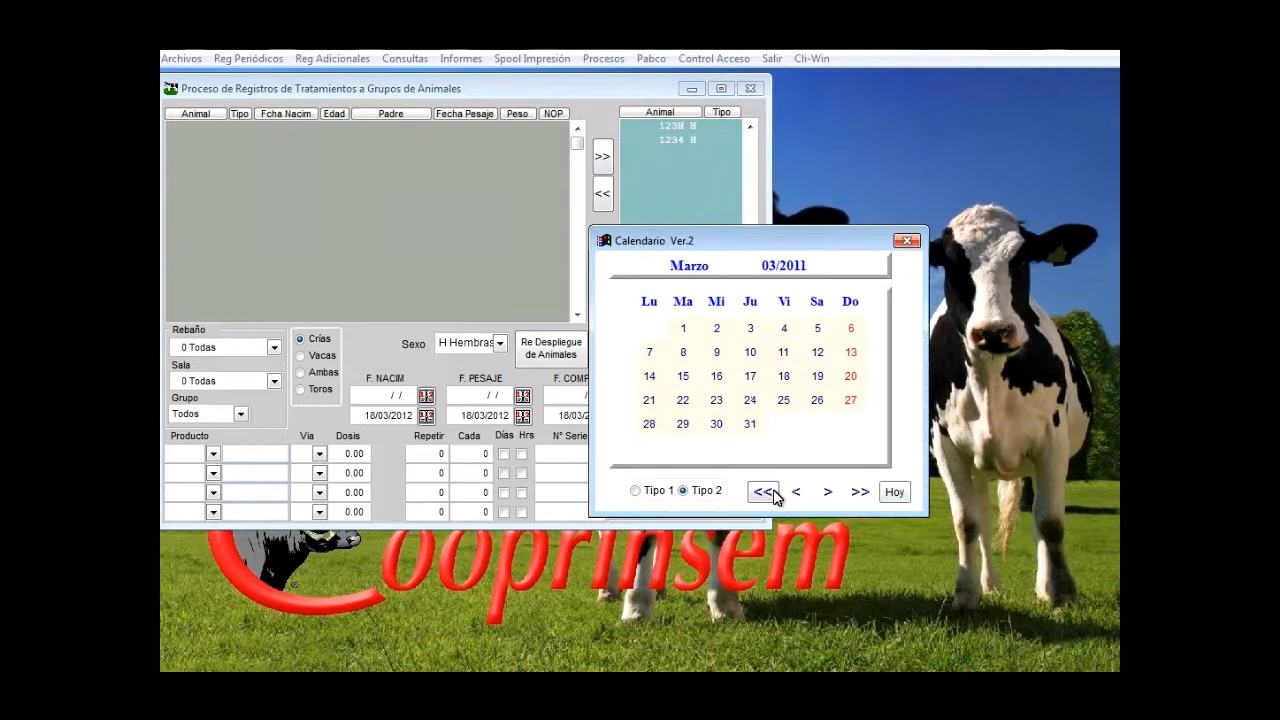 Archivos Reg Periódicos Reg Adicionales Consultas Informes Spool Impresión Procesos Pabco Control Acceso Salir Cli-Win
Proceso de Registros de Tratamientos a Grupos de Animales
Animal Tipo Fcha Nacim Edad Padre Fecha Pesaje Peso NOP
Animal Tipo
123H H
1234 H
>>
<<
Calendario Ver.2
Marzo 03/2011
Lu Ma Mi Ju Vi Sa Do
1 2 3 4 5 6
7 8 9 10 11 12 13
14 15 16 17 18 19 20
21 22 23 24 25 26 27
28 29 30 31
Tipo 1 Tipo 2 << < > >> Hoy
Rebaño
0 Todas
Sala
0 Todas
Grupo
Todos
Crías
Vacas
Ambas
Toros
Sexo H Hembras
Re Despliegue
de Animales
F. NACIM F. PESAJE F. COMP
/ / / /
18/03/2012 18/03/2012 18/03/
Producto Via Dosis Repetir Cada Días Hrs N° Serie
0.00 0 0
0.00 0 0
0.00 0 0
0.00 0 0
Cooprinsem